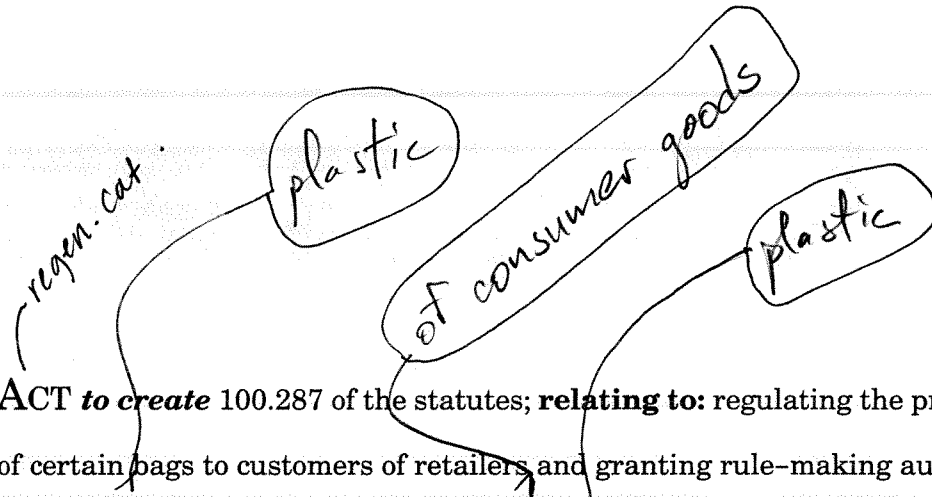 plastic
of consumer goods
regen. cat.
plastic
ACT to create 100.287 of the statutes; relating to: regulating the pr
of certain bags to customers of retailers and granting rule-making au